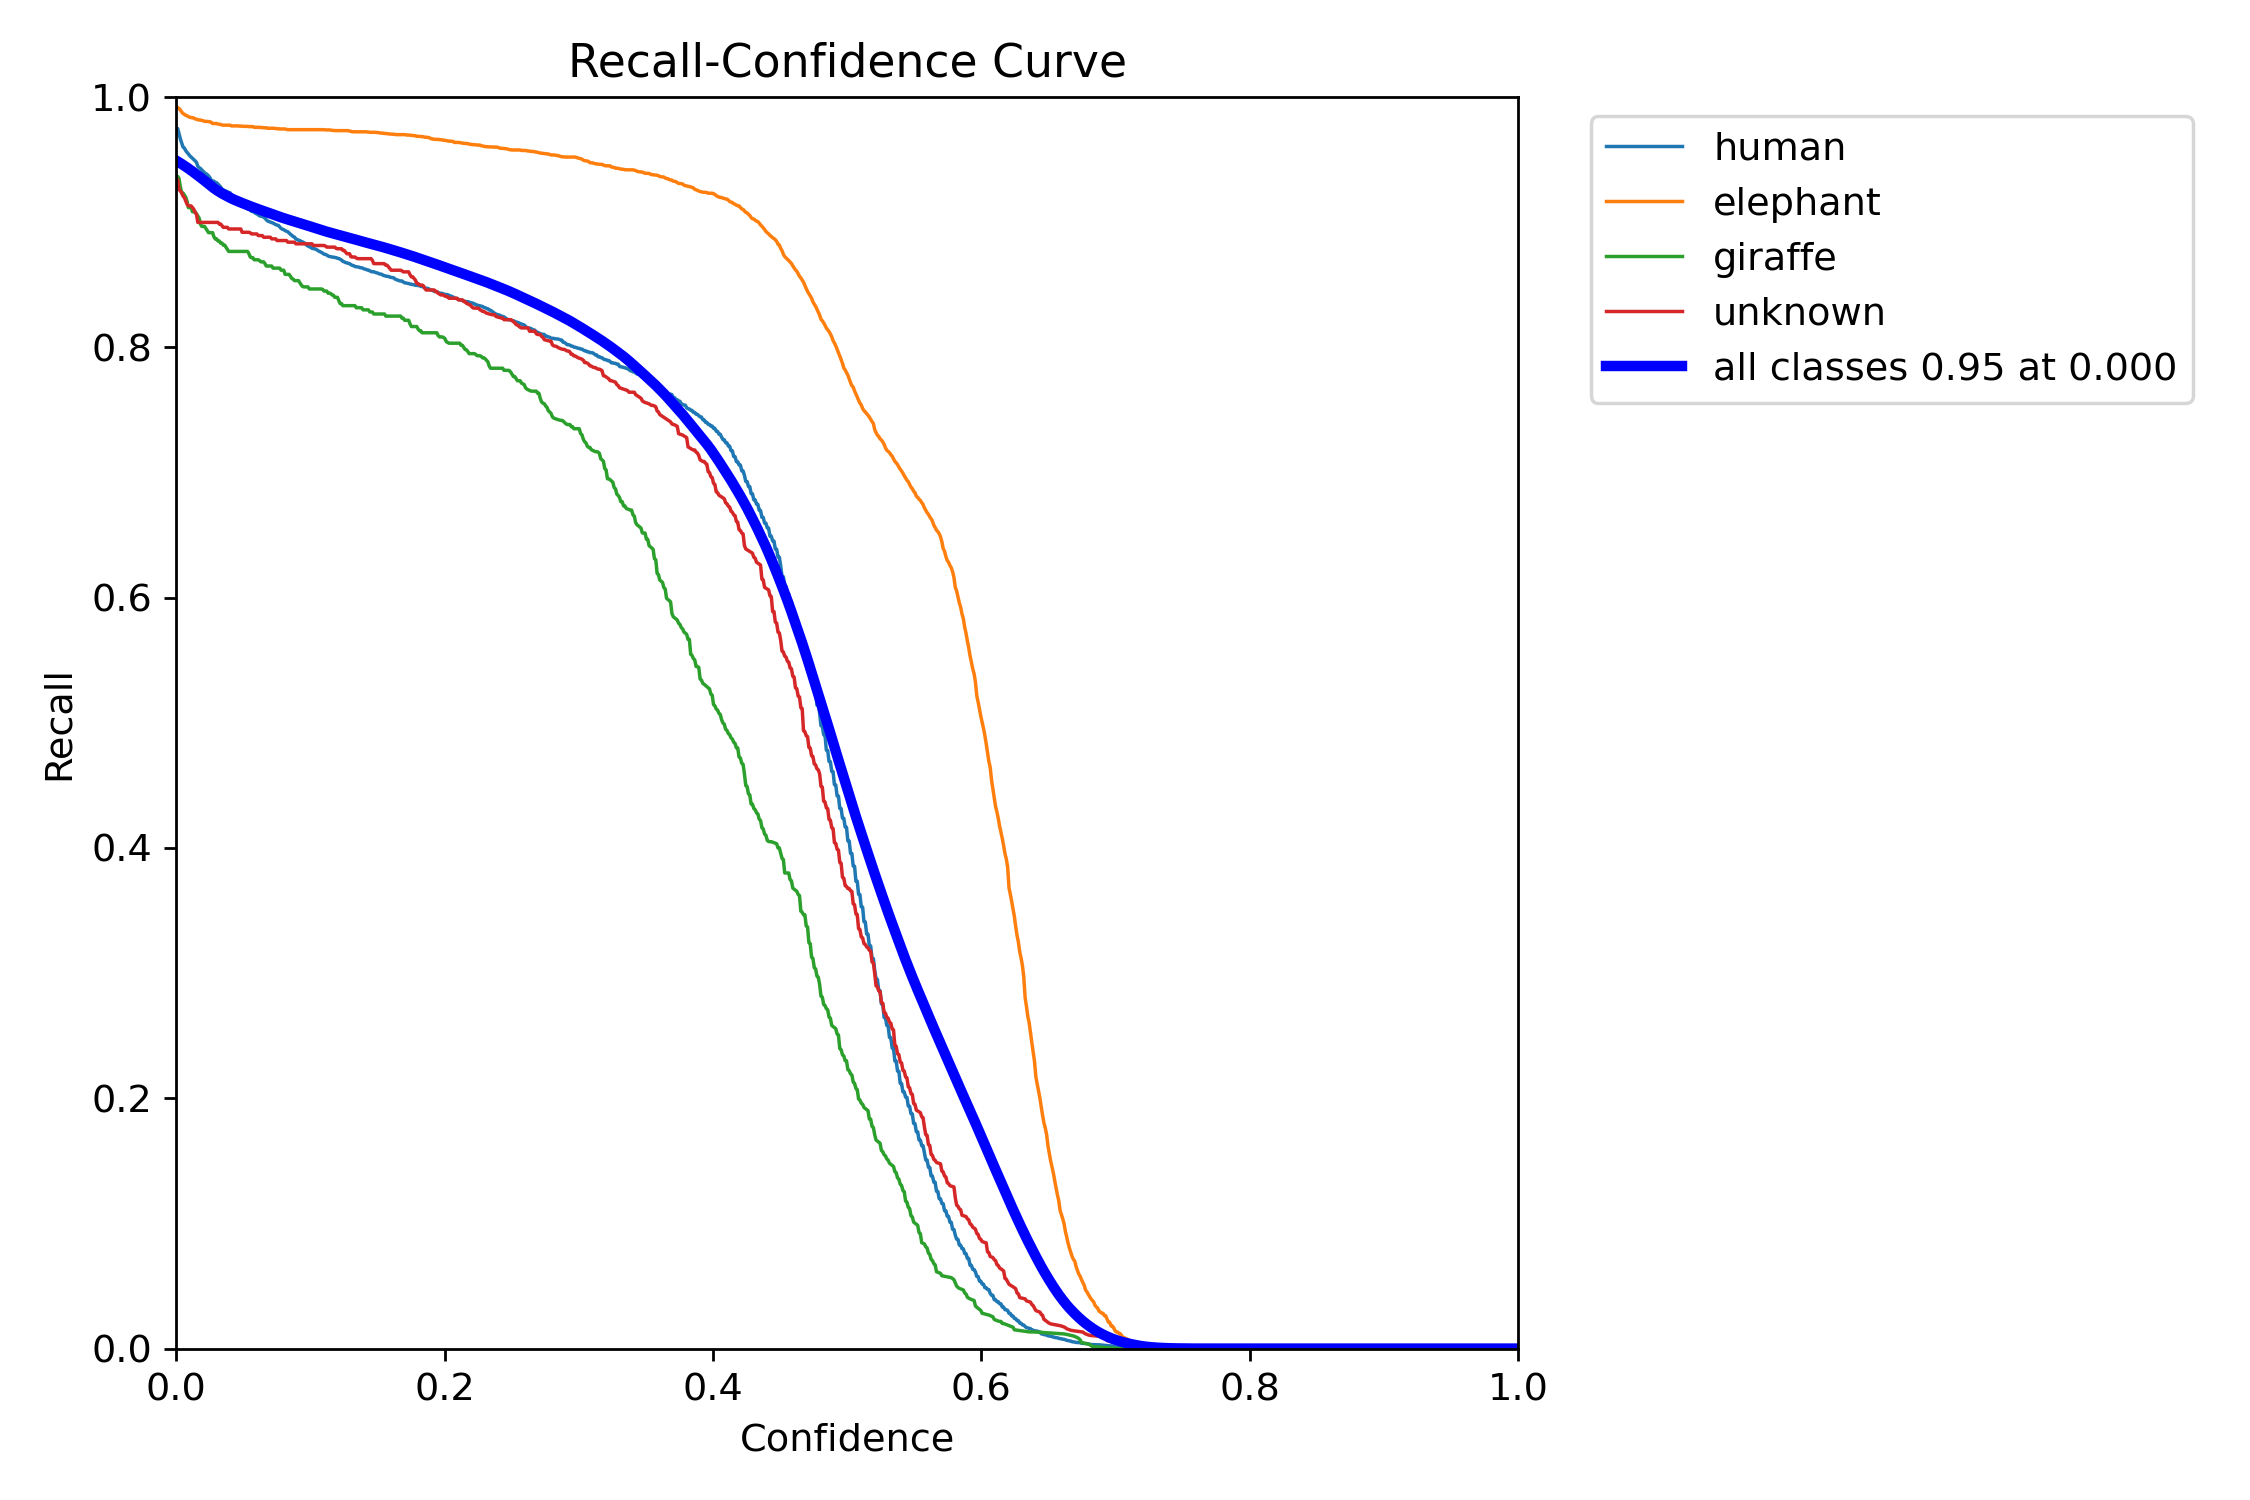 Recall-Confidence Curve
1.0
0.8
0.6
0.4
0.2
0.0
Recall
0.0 0.2 0.4 0.6 0.8 1.0
Confidence
human
elephant
giraffe
unknown
all classes 0.95 at 0.000